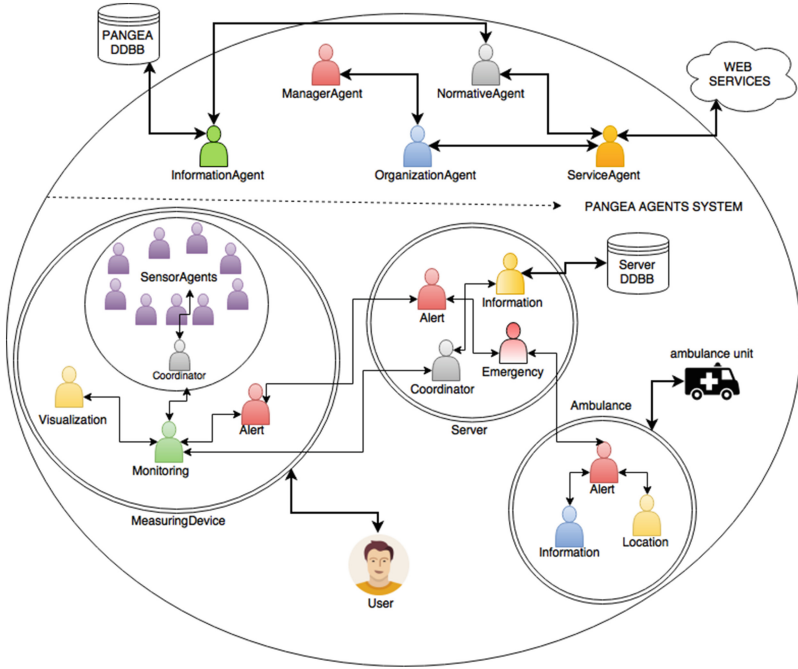 PANGEA
DDBB
ManagerAgent
NormativeAgent
WEB
SERVICES
InformationAgent
OrganizationAgent
ServiceAgent
PANGEA AGENTS SYSTEM
SensorAgents
Coordinator
Visualization
Alert
Monitoring
MeasuringDevice
Alert
Information
Coordinator
Emergency
Server
Server
DDBB
ambulance unit
Ambulance
Alert
Information
Location
User